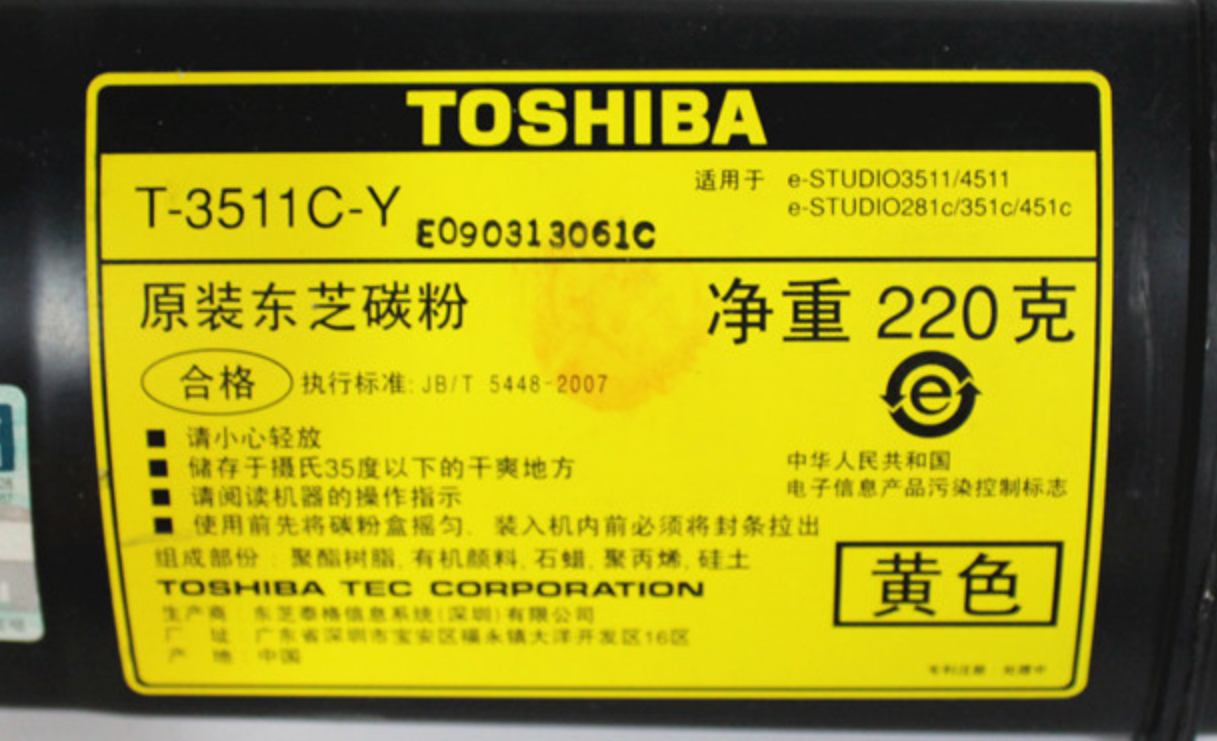 TOSHIBA
T-3511C-Y
E090313061C
适用于 e-STUDIO3511/4511
e-STUDIO281c/351c/451c
原装东芝碳粉
净重 220克
合格 执行标准: JB/T 5448-2007
e
■ 请小心轻放
■ 储存于摄氏35度以下的干爽地方
■ 请阅读机器的操作指示
■ 使用前先将碳粉盒摇匀. 装入机内前必须将封条拉出
中华人民共和国
电子信息产品污染控制标志
组成部份 : 聚酯树脂, 有机颜料, 石蜡, 聚丙烯, 硅土
黄色
TOSHIBA TEC CORPORATION
生产商 : 东芝泰格信息系统(深圳)有限公司
厂 址 : 广东省深圳市宝安区福永镇大洋开发区16区
产 地 : 中国